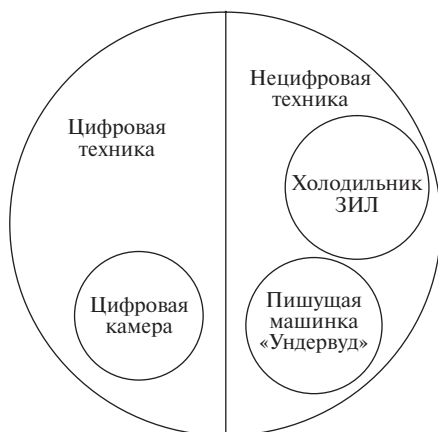 Цифровая
техника
Нецифровая
техника
Холодильник
ЗИЛ
Цифровая
камера
Пишущая
машинка
«Ундервуд»